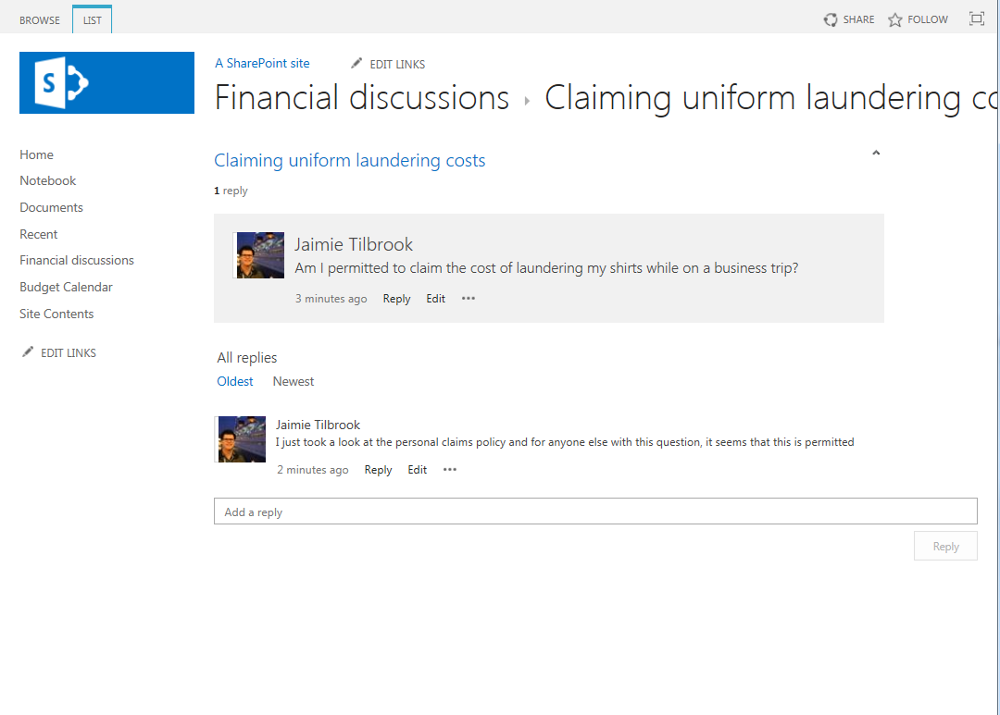 BROWSE LIST SHARE FOLLOW
S
A SharePoint site EDIT LINKS
Financial discussions ▸ Claiming uniform laundering co
Home
Notebook
Documents
Recent
Financial discussions
Budget Calendar
Site Contents
EDIT LINKS
Claiming uniform laundering costs
1 reply
Jaimie Tilbrook
Am I permitted to claim the cost of laundering my shirts while on a business trip?
3 minutes ago Reply Edit •••
All replies
Oldest Newest
Jaimie Tilbrook
I just took a look at the personal claims policy and for anyone else with this question, it seems that this is permitted
2 minutes ago Reply Edit •••
Add a reply
Reply